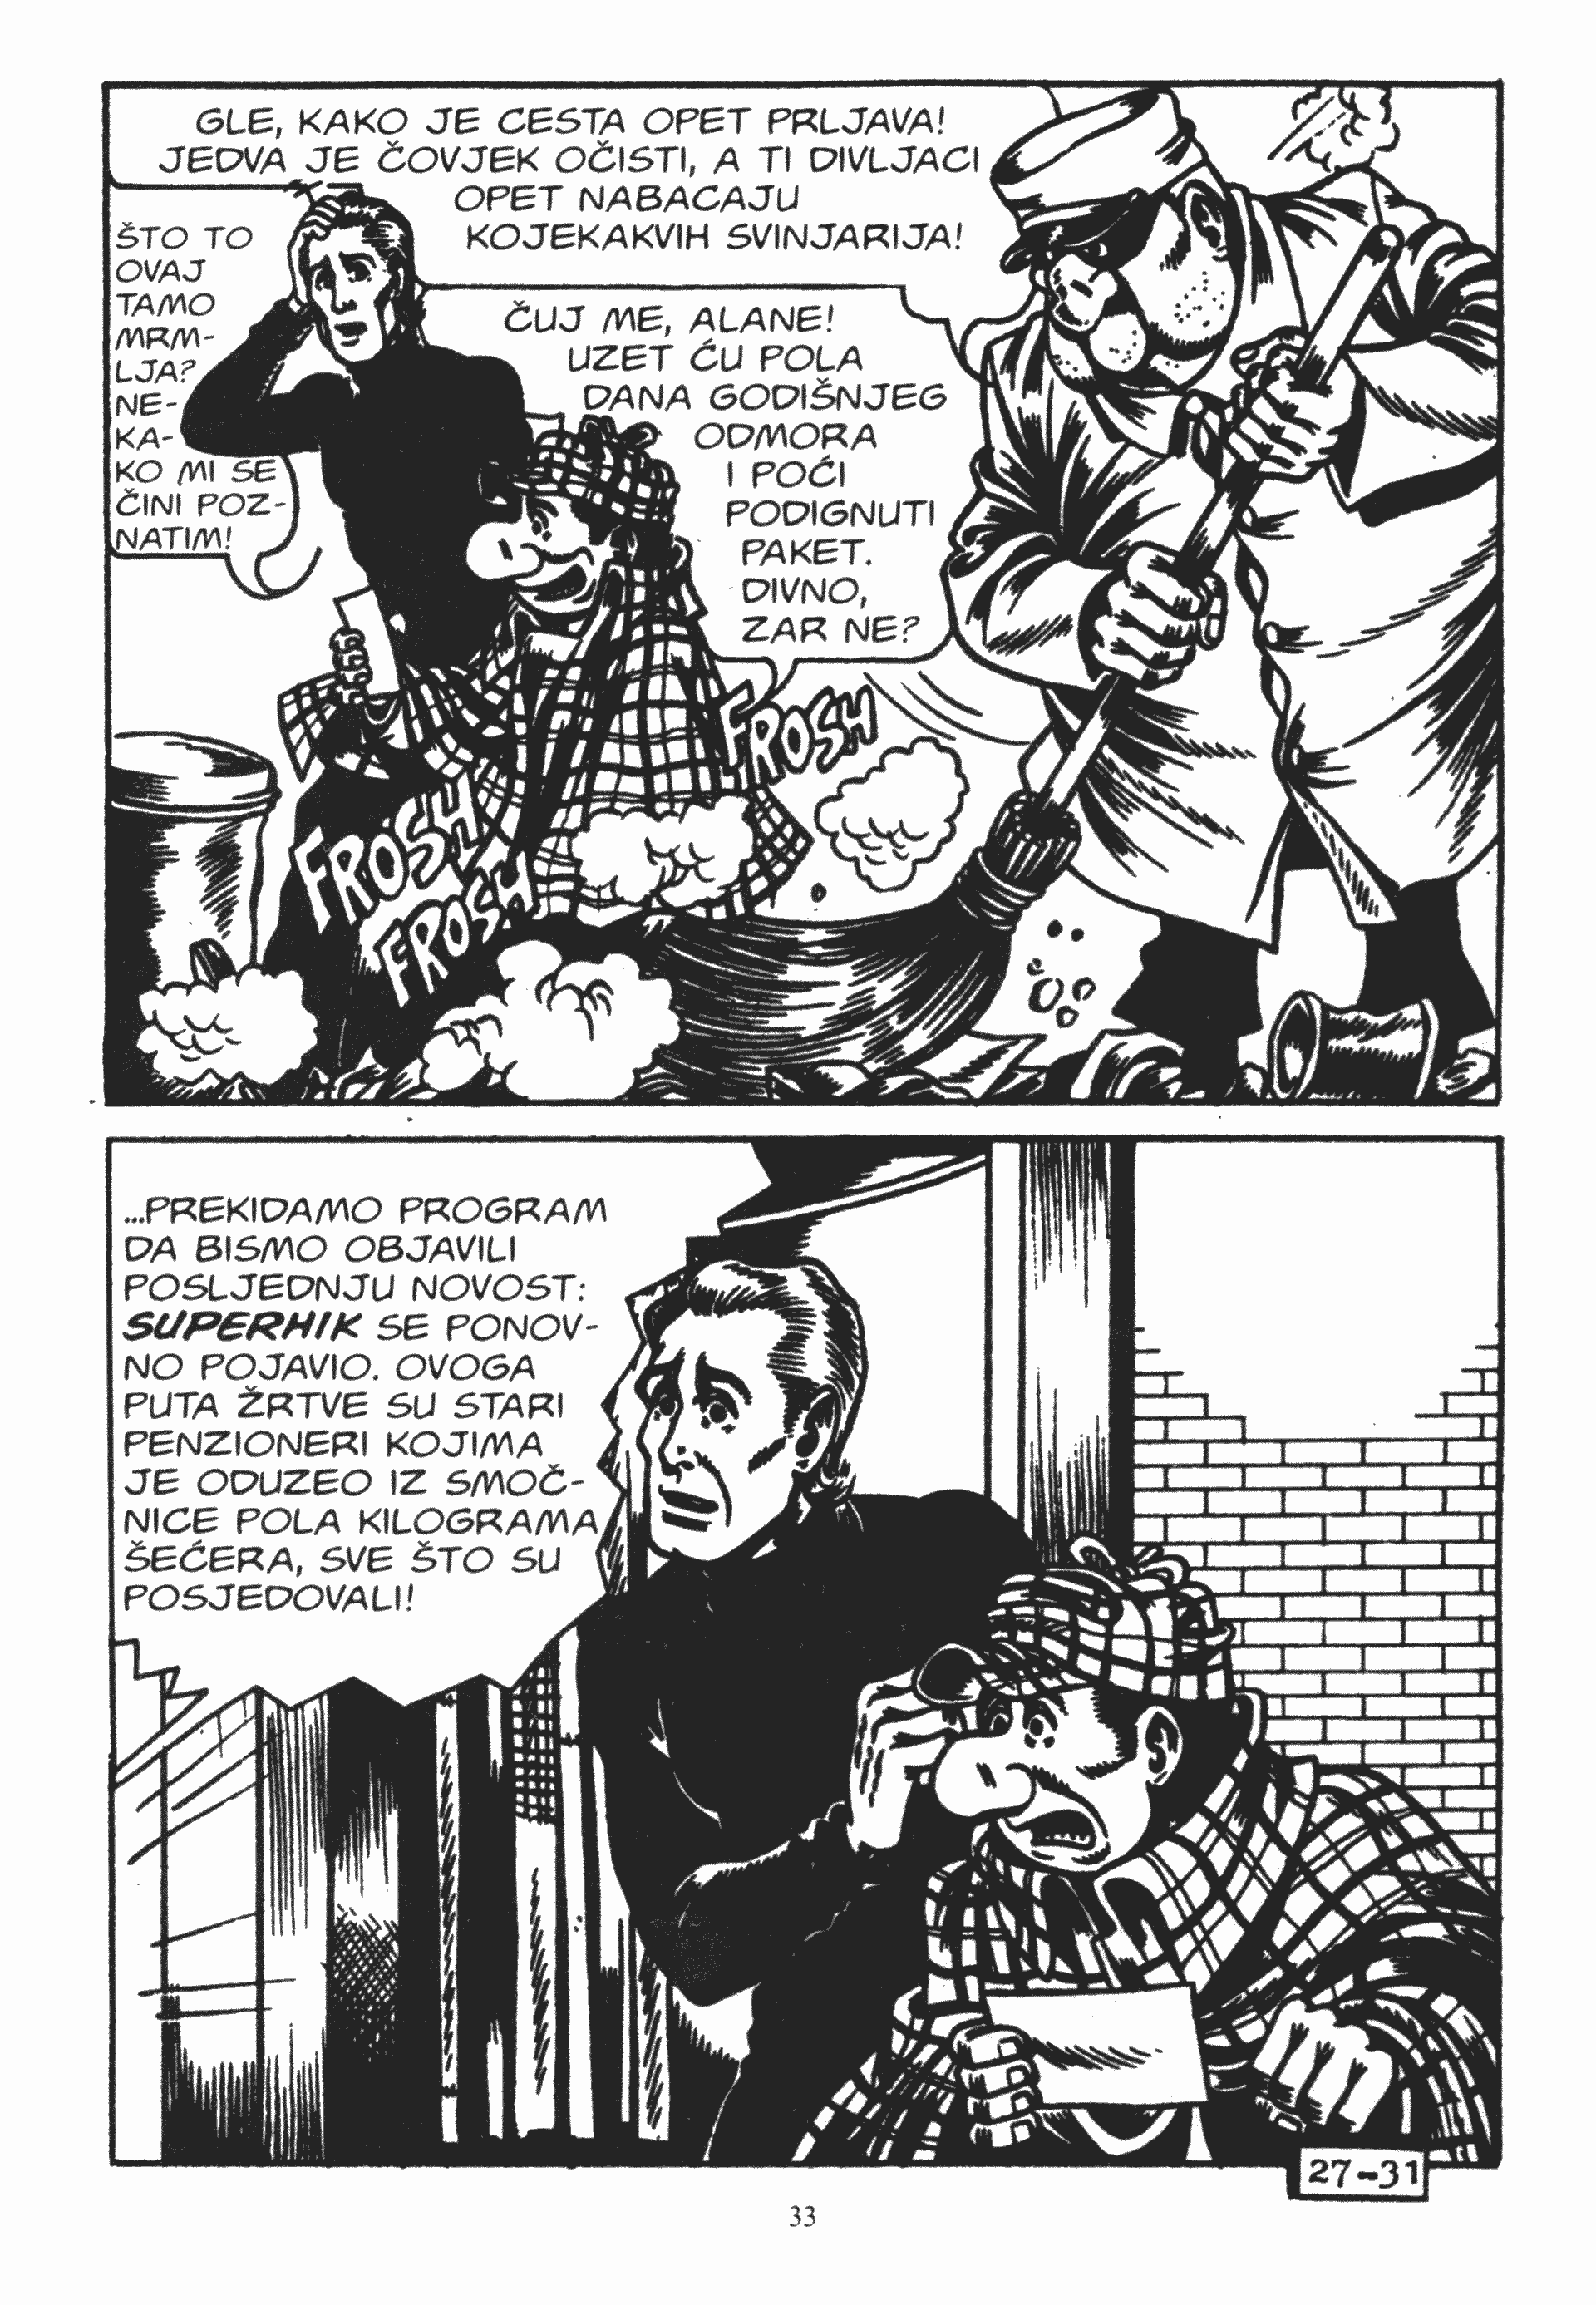 GLE, KAKO JE CESTA OPET PRLJAVA!
JEDVA JE ČOVJEK OČISTI, A TI DIVLJACI
OPET NABACAJU
KOJEKAKVIH SVINJARIJA!
ŠTO TO
OVAJ
TAMO
MRM-
LJA?
NE-
KA-
KO MI SE
ČINI POZ-
NATIM!
ČUJ ME, ALANE!
UZET ĆU POLA
DANA GODIŠNJEG
ODMORA
I POĆI
PODIGNUTI
PAKET.
DIVNO,
ZAR NE?
FROSH
FROSH
FROSH
...PREKIDAMO PROGRAM
DA BISMO OBJAVILI
POSLJEDNJU NOVOST:
SUPERHIK SE PONOV-
NO POJAVIO. OVOGA
PUTA ŽRTVE SU STARI
PENZIONERI KOJIMA
JE ODUZEO IZ SMOČ-
NICE POLA KILOGRAMA
ŠEĆERA, SVE ŠTO SU
POSJEDOVALI!
27-31
33